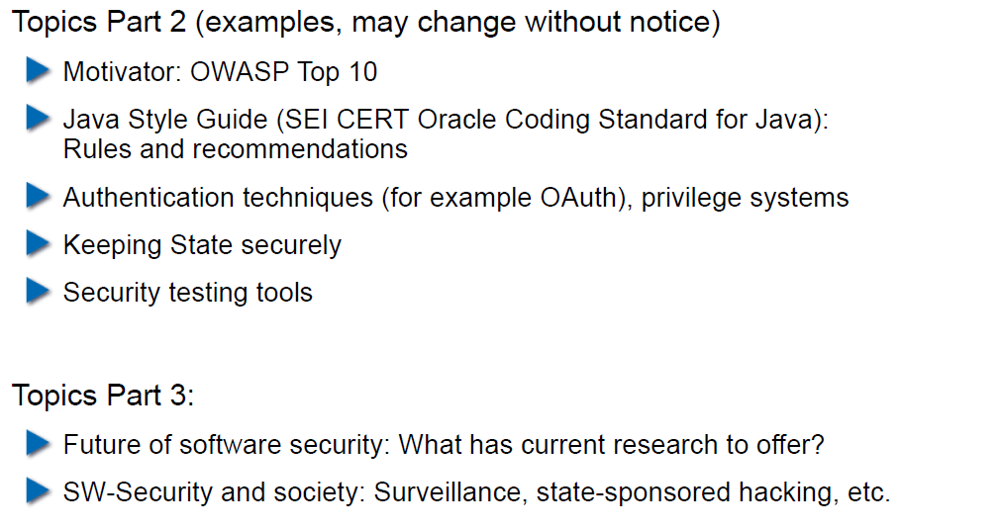 Topics Part 2 (examples, may change without notice)
Motivator: OWASP Top 10
Java Style Guide (SEI CERT Oracle Coding Standard for Java):
Rules and recommendations
Authentication techniques (for example OAuth), privilege systems
Keeping State securely
Security testing tools
Topics Part 3:
Future of software security: What has current research to offer?
SW-Security and society: Surveillance, state-sponsored hacking, etc.